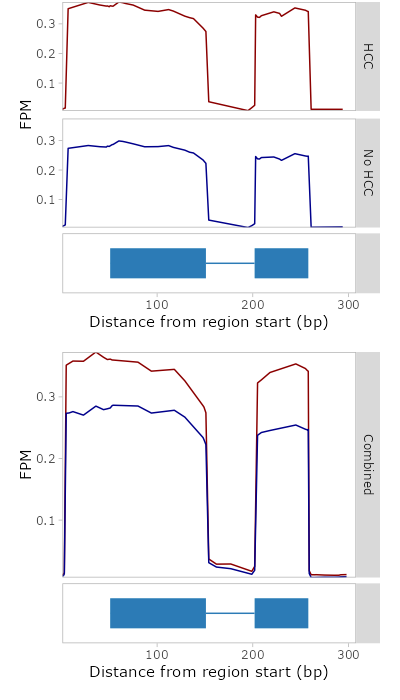 0.3
0.2
0.1
HCC
FPM
0.3
0.2
0.1
No HCC
100 200 300
Distance from region start (bp)
0.3
0.2
0.1
FPM
Combined
100 200 300
Distance from region start (bp)